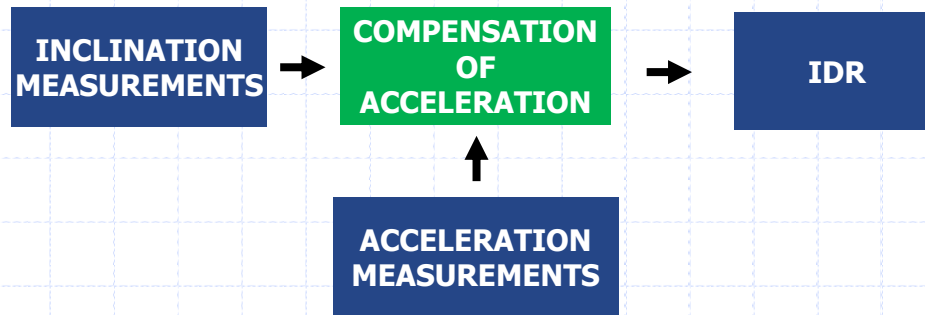 INCLINATION
MEASUREMENTS
COMPENSATION
OF
ACCELERATION
IDR
ACCELERATION
MEASUREMENTS